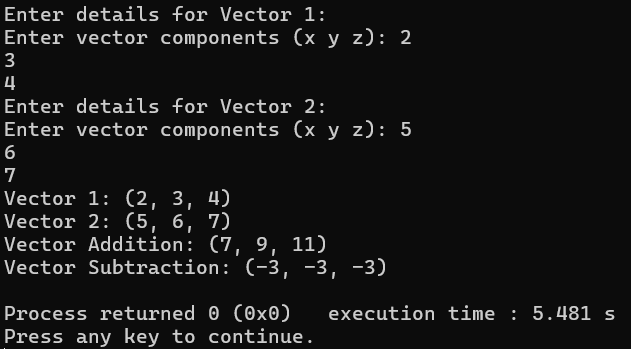 Enter details for Vector 1:
Enter vector components (x y z): 2
3
4
Enter details for Vector 2:
Enter vector components (x y z): 5
6
7
Vector 1: (2, 3, 4)
Vector 2: (5, 6, 7)
Vector Addition: (7, 9, 11)
Vector Subtraction: (-3, -3, -3)
Process returned 0 (0x0)   execution time : 5.481 s
Press any key to continue.